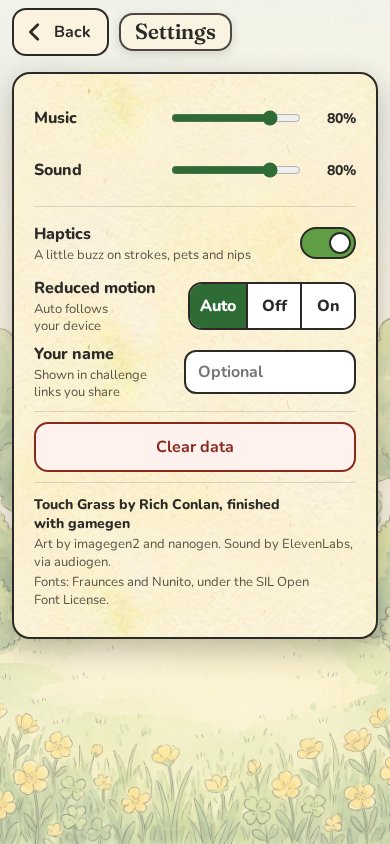 Back
Settings
Music
80%
Sound
80%
Haptics
A little buzz on strokes, pets and nips
Reduced motion
Auto follows
your device
Auto
Off
On
Your name
Shown in challenge
links you share
Optional
Clear data
Touch Grass by Rich Conlan, finished
with gamegen
Art by imagegen2 and nanogen. Sound by ElevenLabs,
via audiogen.
Fonts: Fraunces and Nunito, under the SIL Open
Font License.